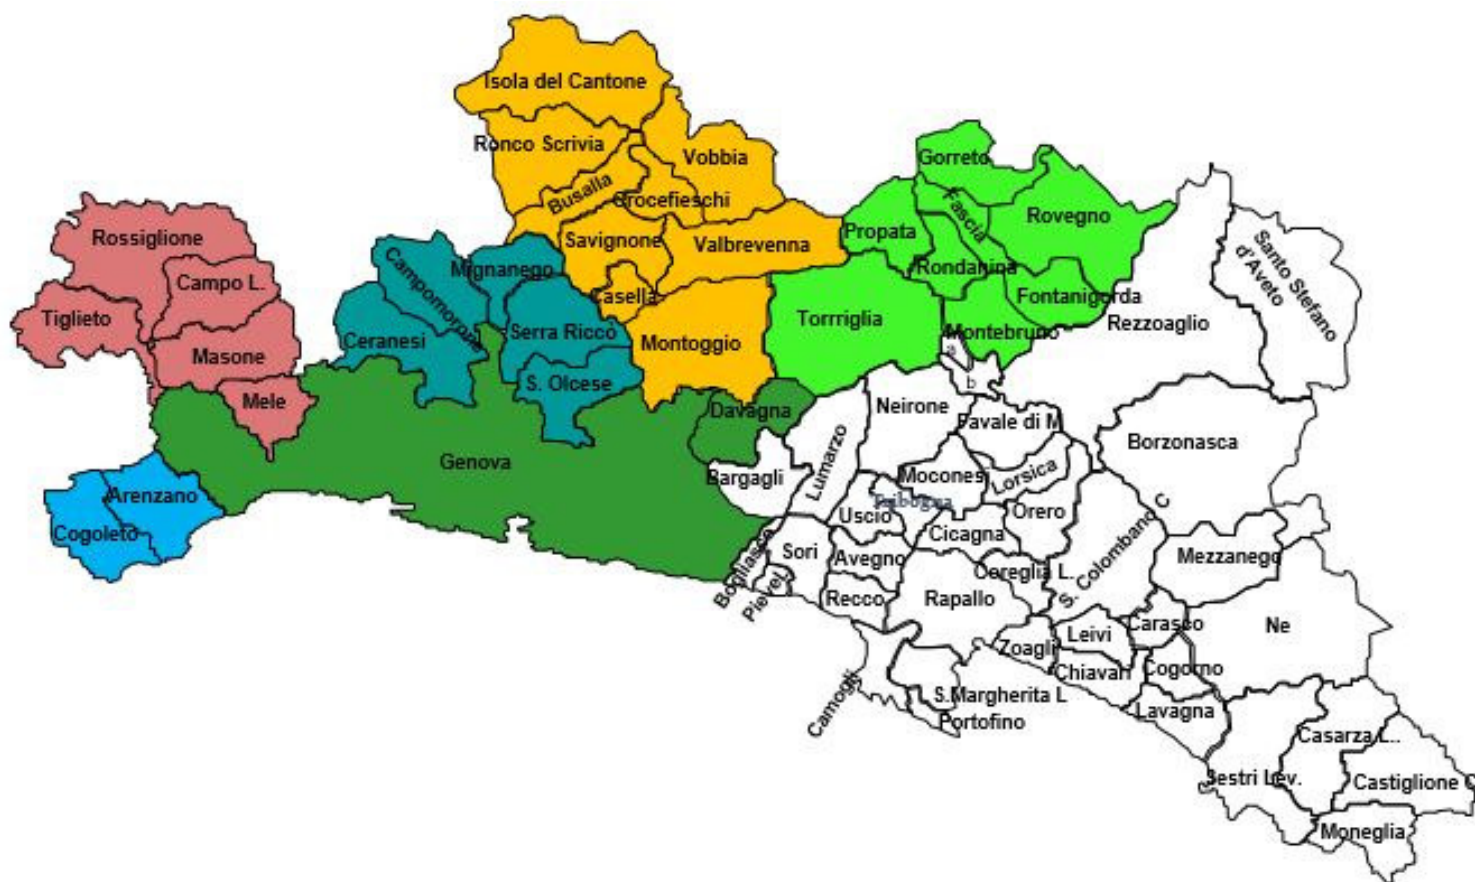 Isola del Cantone
Ronco Scrivia
Vobbia
Gorreto
Busalla
Crocefieschi
Fascia
Rovegno
Rossiglione
Savignone
Valbrevenna
Propata
Santo Stefano
d'Aveto
Campomorone
Mignanego
Rondanina
Campo L.
Casella
Fontanigorda
Tiglieto
Serra Riccò
Torrriglia
Montebruno
Rezzoaglio
Masone
Ceranesi
Montoggio
a
S. Olcese
b
Mele
Davagna
Neirone
Favale di M
Borzonasca
Genova
Lumarzo
Bargagli
Mocones
Lorsica
Arenzano
Tribogna
Uscio
Orero
Cogoleto
Cicagna
S. Colombano C
Bogliasco
Sori
Avegno
Mezzanego
Coreglia L.
Pieve L
Recco
Rapallo
Carasco
Ne
Leivi
Zoagli
Chiavari
Cogorno
Camogli
S.Margherita L
Lavagna
Portofino
Casarza L..
Sestri Lev.
Castiglione C
Moneglia